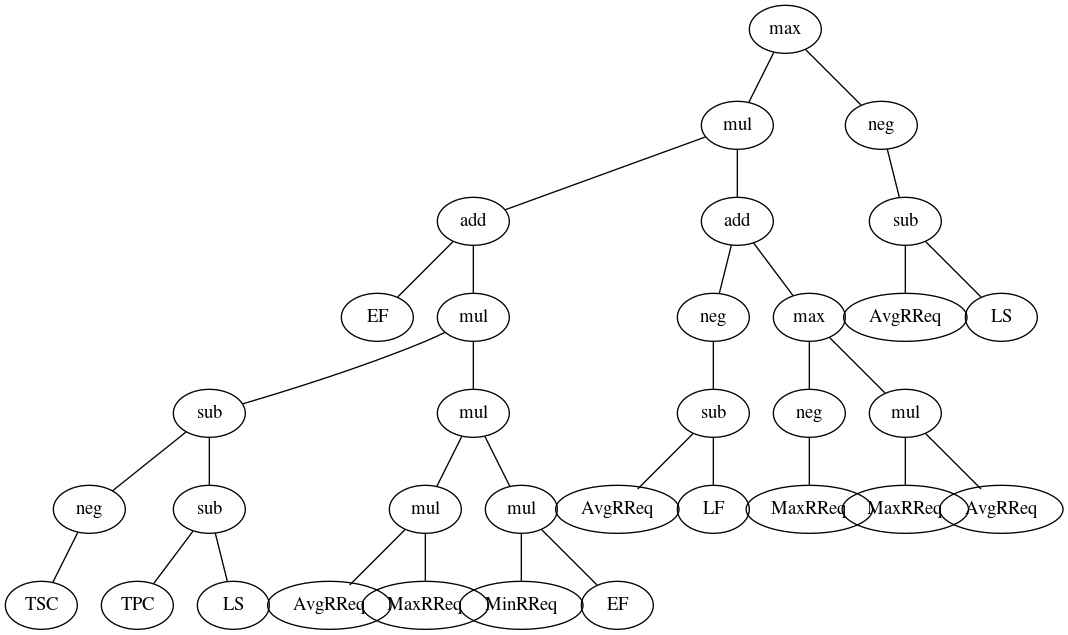 max
mul neg
add add sub
EF mul neg max AvgRReq LS
sub mul sub neg mul
neg sub mul mul AvgRReq LF MaxRReq MaxRReq AvgRReq
TSC TPC LS AvgRReq MaxRReq MinRReq EF